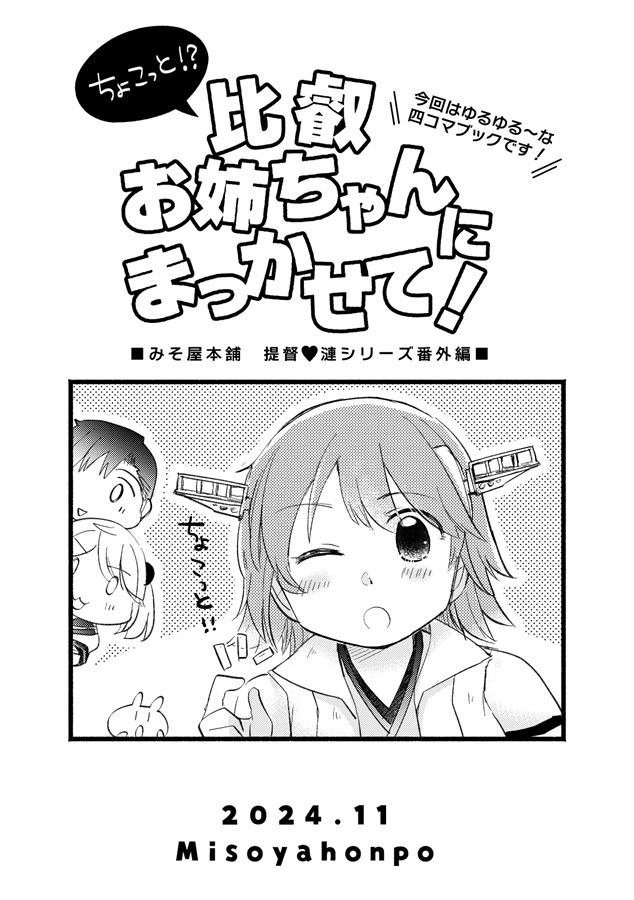 ちょこっと!?
比叡
お姉ちゃんに
まっかせて!
今回はゆるゆる～な
四コマブックです!
■みそ屋本舗　提督♥漣シリーズ番外編■
ちょこっと!!
2024.11
Misoyahonpo